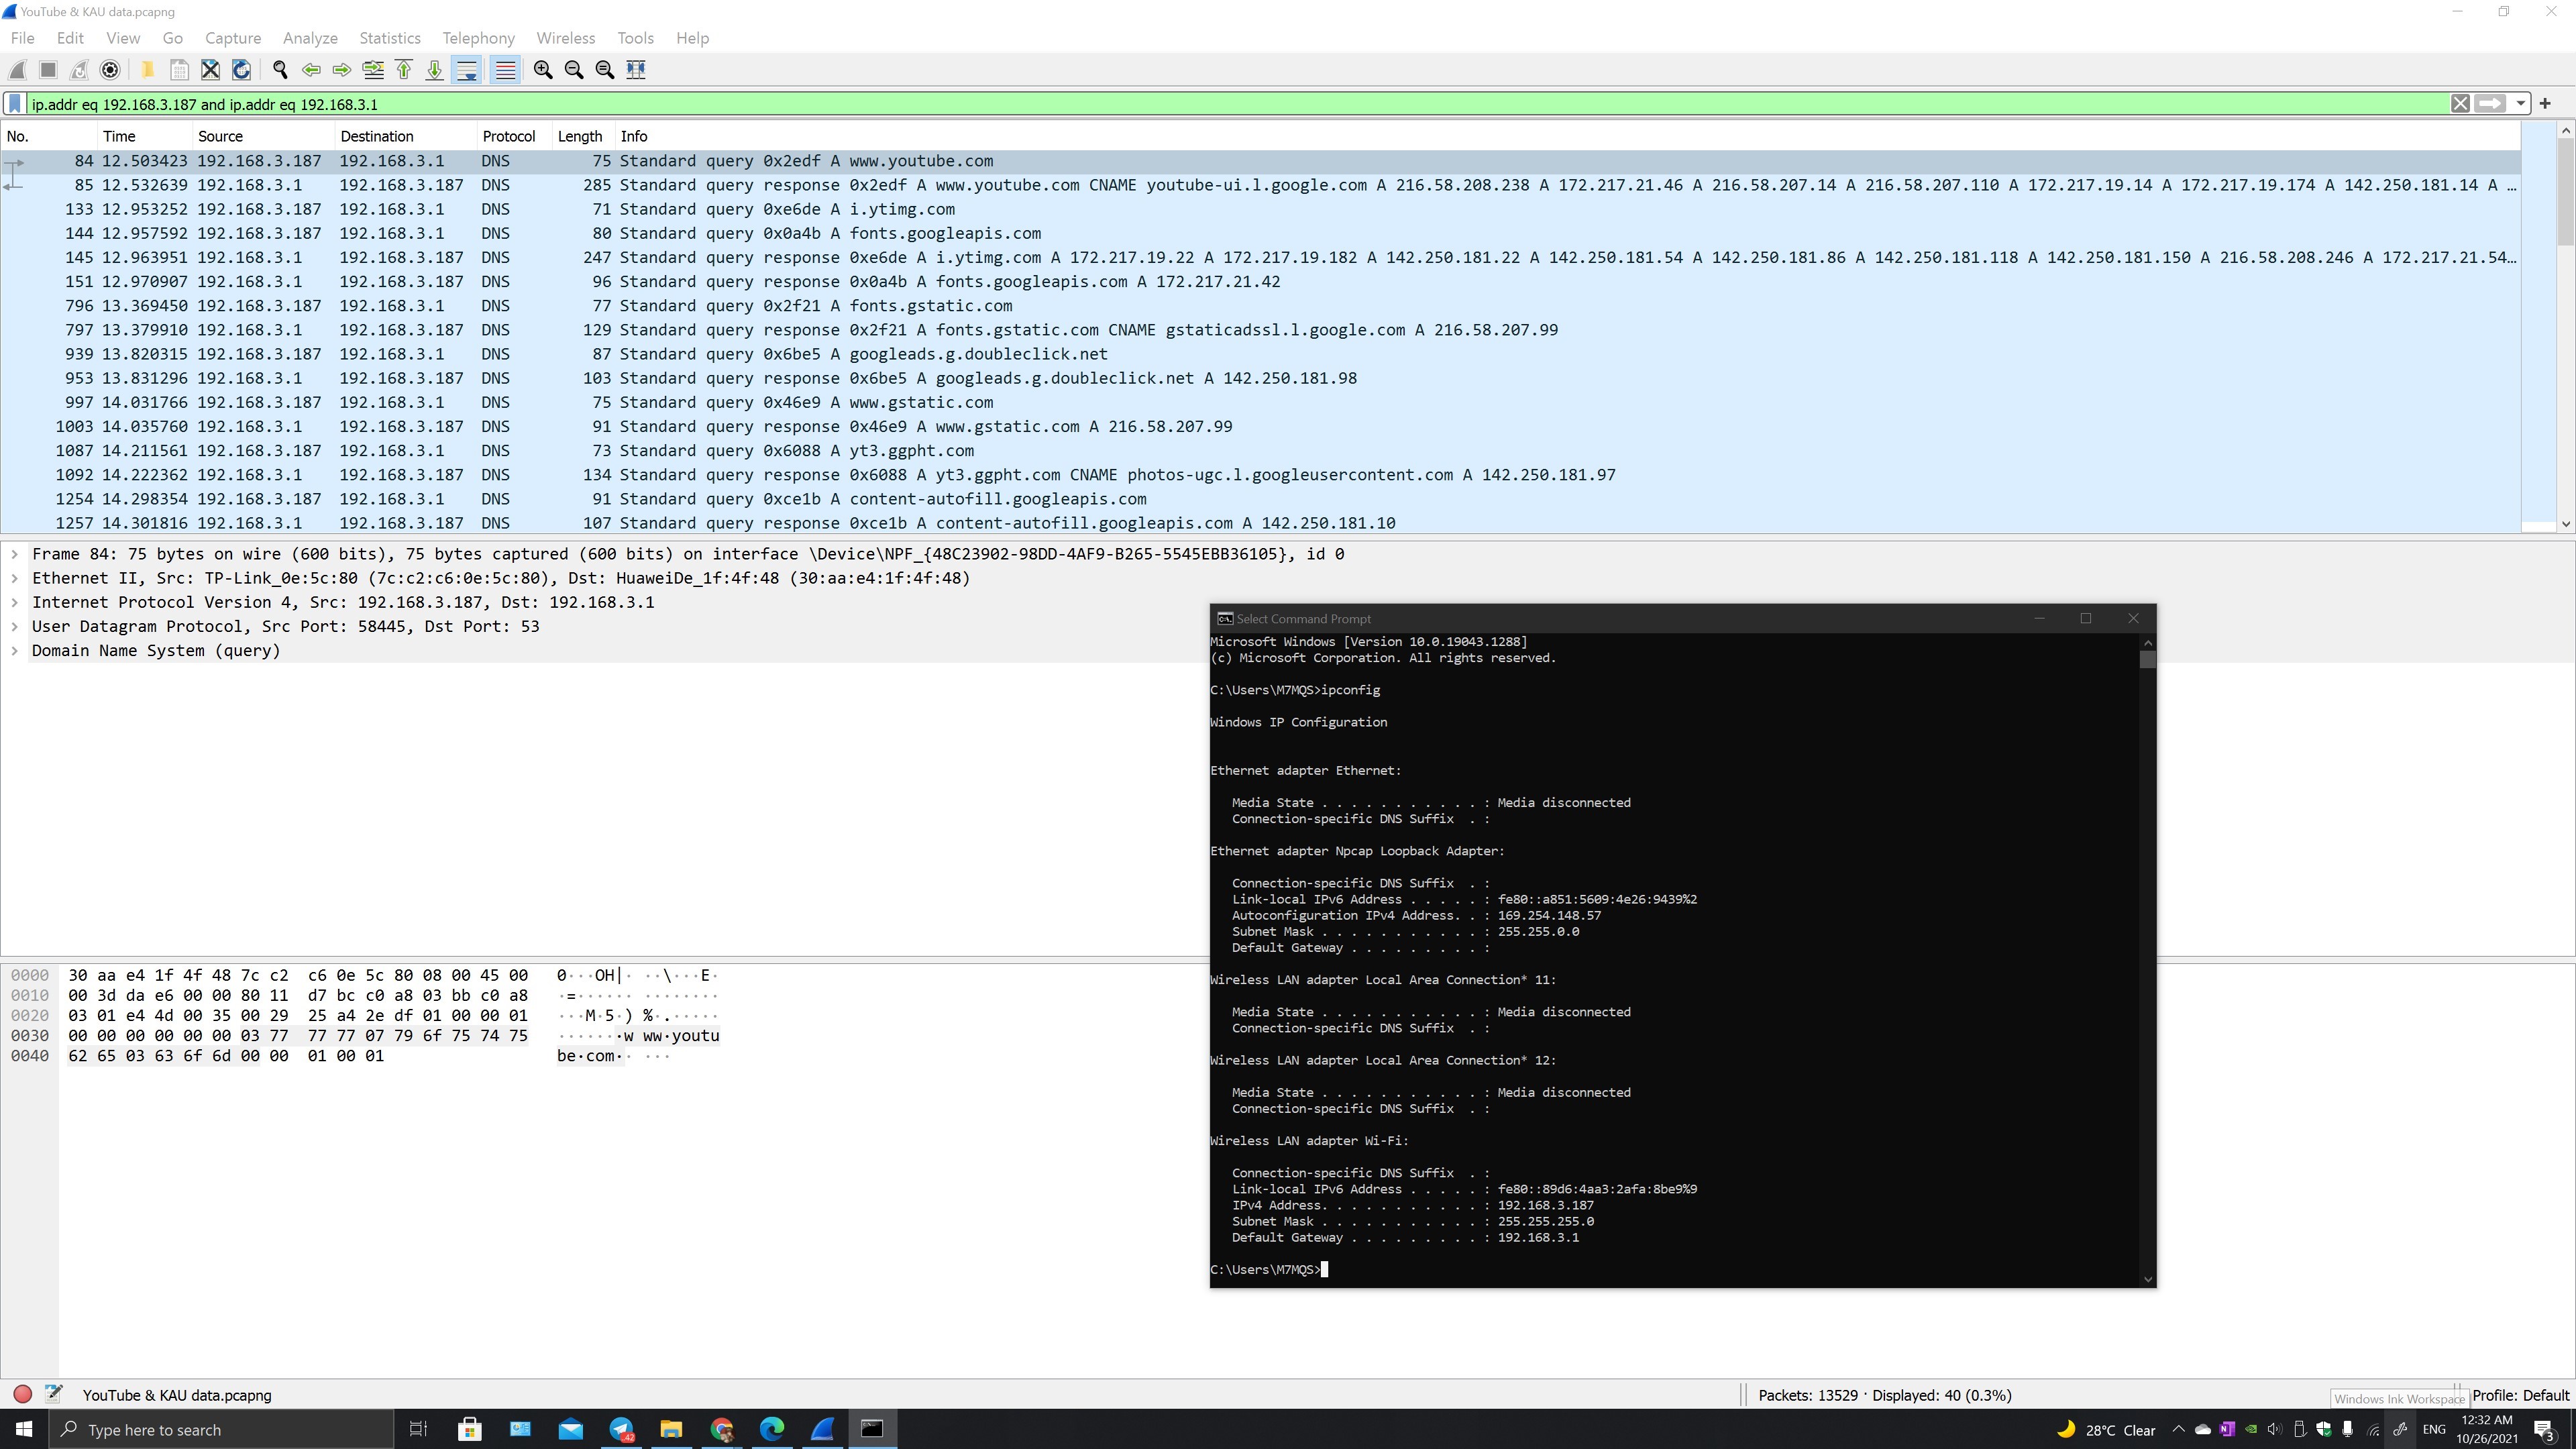 YouTube & KAU data.pcapng
File Edit View Go Capture Analyze Statistics Telephony Wireless Tools Help
ip.addr eq 192.168.3.187 and ip.addr eq 192.168.3.1
No. Time Source Destination Protocol Length Info
84 12.503423 192.168.3.187 192.168.3.1 DNS 75 Standard query 0x2edf A www.youtube.com
85 12.532639 192.168.3.1 192.168.3.187 DNS 285 Standard query response 0x2edf A www.youtube.com CNAME youtube-ui.l.google.com A 216.58.208.238 A 172.217.21.46 A 216.58.207.14 A 216.58.207.110 A 172.217.19.14 A 172.217.19.174 A 142.250.181.14 A …
133 12.953252 192.168.3.187 192.168.3.1 DNS 71 Standard query 0xe6de A i.ytimg.com
144 12.957592 192.168.3.187 192.168.3.1 DNS 80 Standard query 0x0a4b A fonts.googleapis.com
145 12.963951 192.168.3.1 192.168.3.187 DNS 247 Standard query response 0xe6de A i.ytimg.com A 172.217.19.22 A 172.217.19.182 A 142.250.181.22 A 142.250.181.54 A 142.250.181.86 A 142.250.181.118 A 142.250.181.150 A 216.58.208.246 A 172.217.21.54…
151 12.970907 192.168.3.1 192.168.3.187 DNS 96 Standard query response 0x0a4b A fonts.googleapis.com A 172.217.21.42
796 13.369450 192.168.3.187 192.168.3.1 DNS 77 Standard query 0x2f21 A fonts.gstatic.com
797 13.379910 192.168.3.1 192.168.3.187 DNS 129 Standard query response 0x2f21 A fonts.gstatic.com CNAME gstaticadssl.l.google.com A 216.58.207.99
939 13.820315 192.168.3.187 192.168.3.1 DNS 87 Standard query 0x6be5 A googleads.g.doubleclick.net
953 13.831296 192.168.3.1 192.168.3.187 DNS 103 Standard query response 0x6be5 A googleads.g.doubleclick.net A 142.250.181.98
997 14.031766 192.168.3.187 192.168.3.1 DNS 75 Standard query 0x46e9 A www.gstatic.com
1003 14.035760 192.168.3.1 192.168.3.187 DNS 91 Standard query response 0x46e9 A www.gstatic.com A 216.58.207.99
1087 14.211561 192.168.3.187 192.168.3.1 DNS 73 Standard query 0x6088 A yt3.ggpht.com
1092 14.222362 192.168.3.1 192.168.3.187 DNS 134 Standard query response 0x6088 A yt3.ggpht.com CNAME photos-ugc.l.googleusercontent.com A 142.250.181.97
1254 14.298354 192.168.3.187 192.168.3.1 DNS 91 Standard query 0xce1b A content-autofill.googleapis.com
1257 14.301816 192.168.3.1 192.168.3.187 DNS 107 Standard query response 0xce1b A content-autofill.googleapis.com A 142.250.181.10
Frame 84: 75 bytes on wire (600 bits), 75 bytes captured (600 bits) on interface \Device\NPF_{48C23902-98DD-4AF9-B265-5545EBB36105}, id 0
Ethernet II, Src: TP-Link_0e:5c:80 (7c:c2:c6:0e:5c:80), Dst: HuaweiDe_1f:4f:48 (30:aa:e4:1f:4f:48)
Internet Protocol Version 4, Src: 192.168.3.187, Dst: 192.168.3.1
User Datagram Protocol, Src Port: 58445, Dst Port: 53
Domain Name System (query)
Select Command Prompt
Microsoft Windows [Version 10.0.19043.1288]
(c) Microsoft Corporation. All rights reserved.
C:\Users\M7MQS>ipconfig
Windows IP Configuration
Ethernet adapter Ethernet:
Media State . . . . . . . . . . . : Media disconnected
Connection-specific DNS Suffix . :
Ethernet adapter Npcap Loopback Adapter:
Connection-specific DNS Suffix . :
Link-local IPv6 Address . . . . . : fe80::a851:5609:4e26:9439%2
Autoconfiguration IPv4 Address. . : 169.254.148.57
Subnet Mask . . . . . . . . . . . : 255.255.0.0
Default Gateway . . . . . . . . . :
Wireless LAN adapter Local Area Connection* 11:
Media State . . . . . . . . . . . : Media disconnected
Connection-specific DNS Suffix . :
Wireless LAN adapter Local Area Connection* 12:
Media State . . . . . . . . . . . : Media disconnected
Connection-specific DNS Suffix . :
Wireless LAN adapter Wi-Fi:
Connection-specific DNS Suffix . :
Link-local IPv6 Address . . . . . : fe80::89d6:4aa3:2afa:8be9%9
IPv4 Address. . . . . . . . . . . : 192.168.3.187
Subnet Mask . . . . . . . . . . . : 255.255.255.0
Default Gateway . . . . . . . . . : 192.168.3.1
C:\Users\M7MQS>
0000 30 aa e4 1f 4f 48 7c c2 c6 0e 5c 80 08 00 45 00 0···OH|· ··\···E·
0010 00 3d da e6 00 00 80 11 d7 bc c0 a8 03 bb c0 a8 ·=······ ········
0020 03 01 e4 4d 00 35 00 29 25 a4 2e df 01 00 00 01 ···M·5·) %·.·····
0030 00 00 00 00 00 00 03 77 77 77 07 79 6f 75 74 75 ·······w ww·youtu
0040 62 65 03 63 6f 6d 00 00 01 00 01 be·com·· ···
YouTube & KAU data.pcapng
Packets: 13529 · Displayed: 40 (0.3%)
Windows Ink Workspace
Profile: Default
Type here to search
42
28°C Clear
ENG
12:32 AM
10/26/2021
3